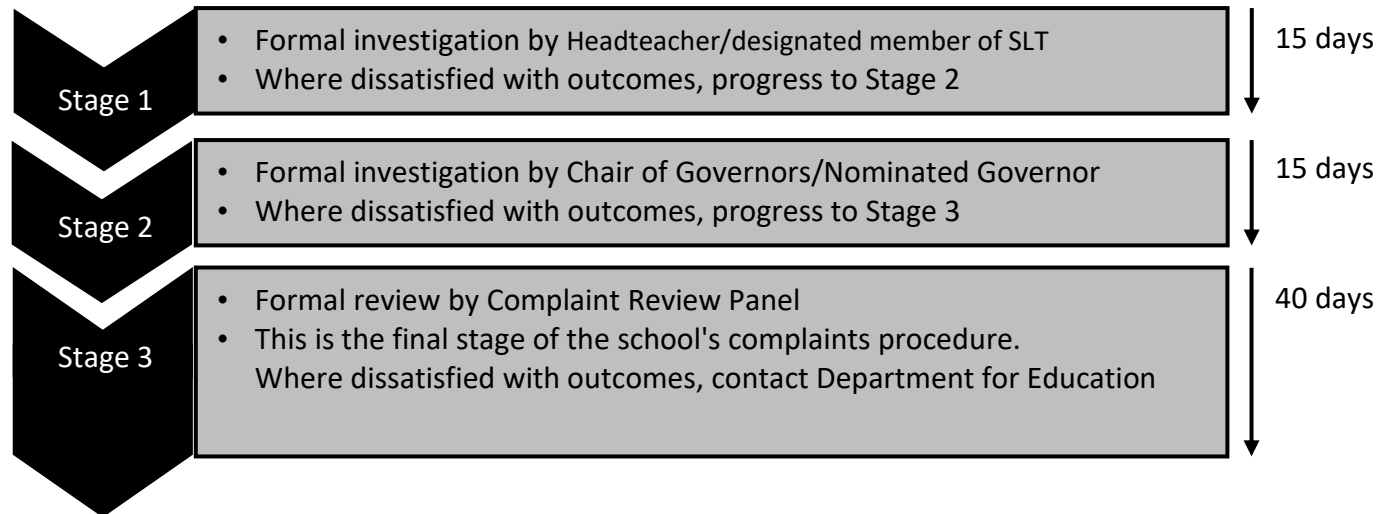 Stage 1
• Formal investigation by Headteacher/designated member of SLT
• Where dissatisfied with outcomes, progress to Stage 2
15 days
Stage 2
• Formal investigation by Chair of Governors/Nominated Governor
• Where dissatisfied with outcomes, progress to Stage 3
15 days
Stage 3
• Formal review by Complaint Review Panel
• This is the final stage of the school's complaints procedure.
Where dissatisfied with outcomes, contact Department for Education
40 days